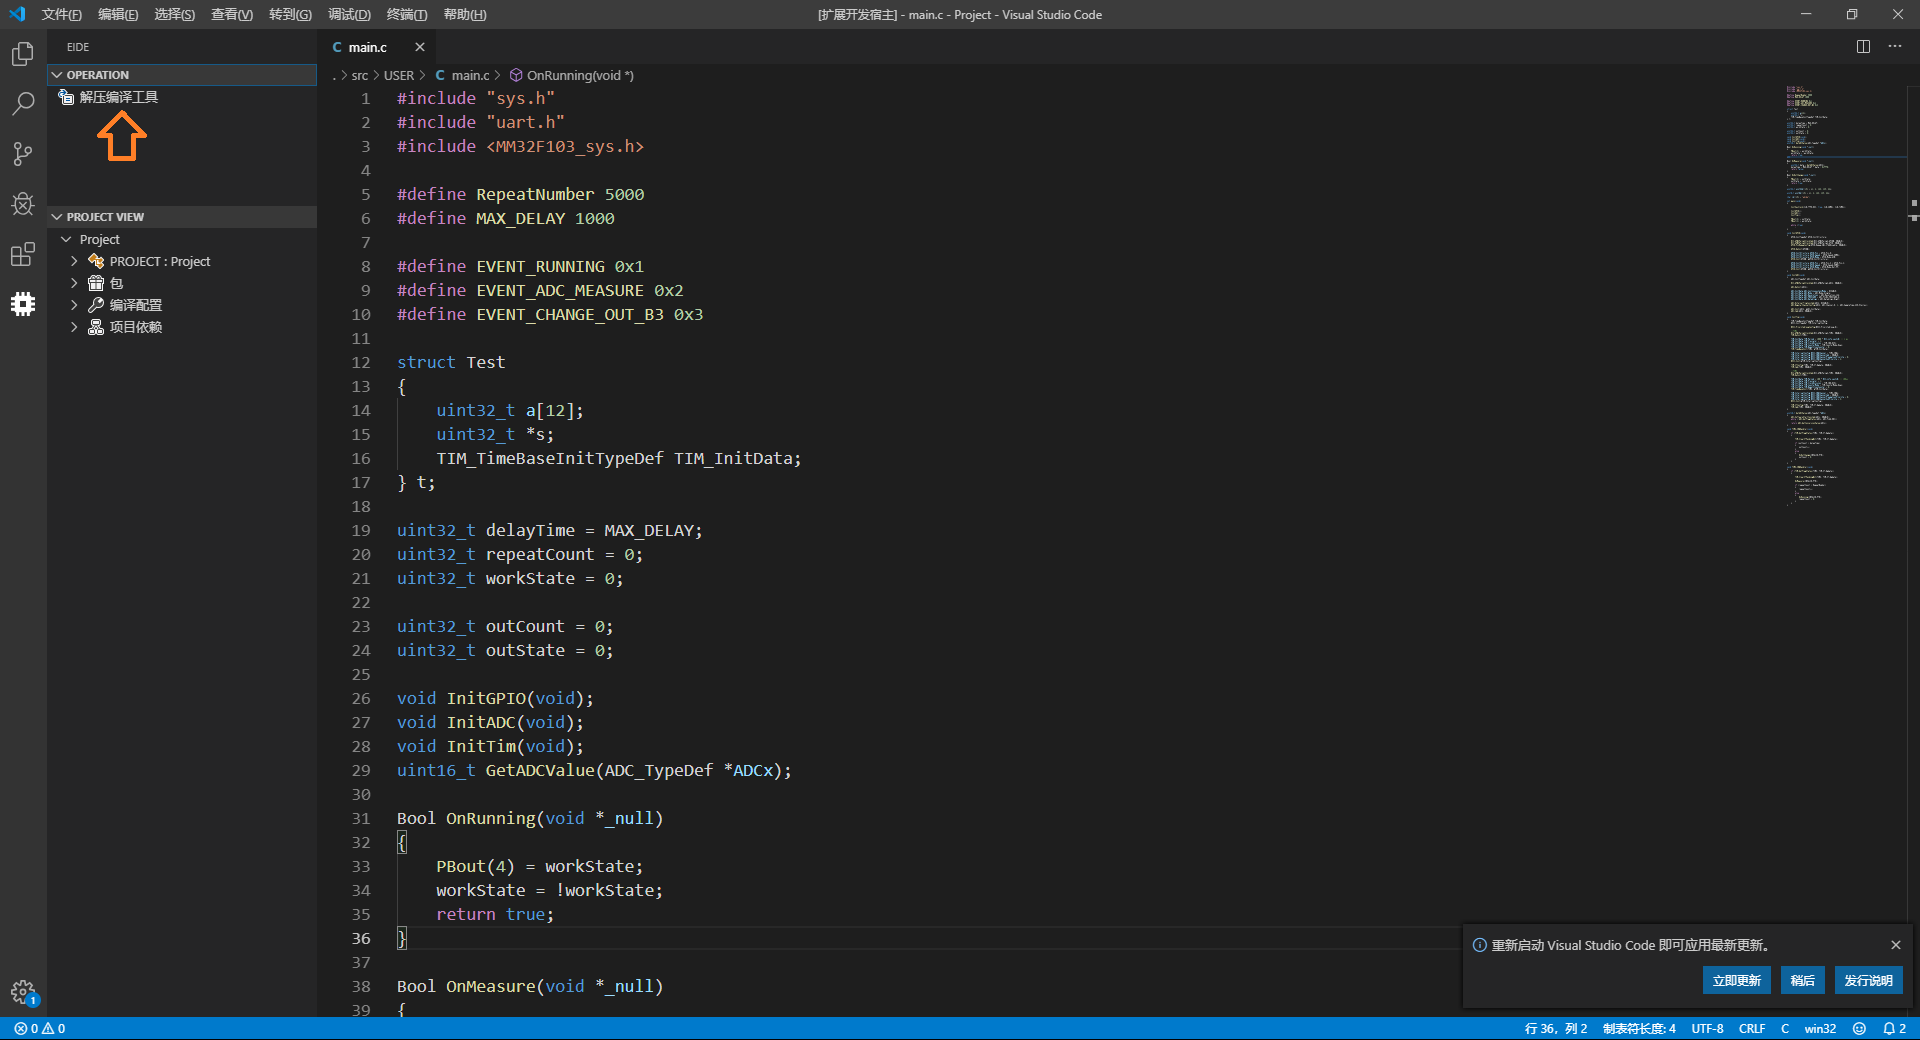 文件(F) 编辑(E) 选择(S) 查看(V) 转到(G) 调试(D) 终端(T) 帮助(H)
[扩展开发宿主] - main.c - Project - Visual Studio Code
EIDE
OPERATION
解压编译工具
PROJECT VIEW
Project
PROJECT : Project
包
编译配置
项目依赖
1
C main.c
. > src > USER > C main.c > OnRunning(void *)
1 #include "sys.h"
2 #include "uart.h"
3 #include <MM32F103_sys.h>
4
5 #define RepeatNumber 5000
6 #define MAX_DELAY 1000
7
8 #define EVENT_RUNNING 0x1
9 #define EVENT_ADC_MEASURE 0x2
10 #define EVENT_CHANGE_OUT_B3 0x3
11
12 struct Test
13 {
14     uint32_t a[12];
15     uint32_t *s;
16     TIM_TimeBaseInitTypeDef TIM_InitData;
17 } t;
18
19 uint32_t delayTime = MAX_DELAY;
20 uint32_t repeatCount = 0;
21 uint32_t workState = 0;
22
23 uint32_t outCount = 0;
24 uint32_t outState = 0;
25
26 void InitGPIO(void);
27 void InitADC(void);
28 void InitTim(void);
29 uint16_t GetADCValue(ADC_TypeDef *ADCx);
30
31 Bool OnRunning(void *_null)
32 {
33     PBout(4) = workState;
34     workState = !workState;
35     return true;
36 }
37
38 Bool OnMeasure(void *_null)
39 {
重新启动 Visual Studio Code 即可应用最新更新。
立即更新 稍后 发行说明
0 0
行 36，列 2 制表符长度: 4 UTF-8 CRLF C win32 2